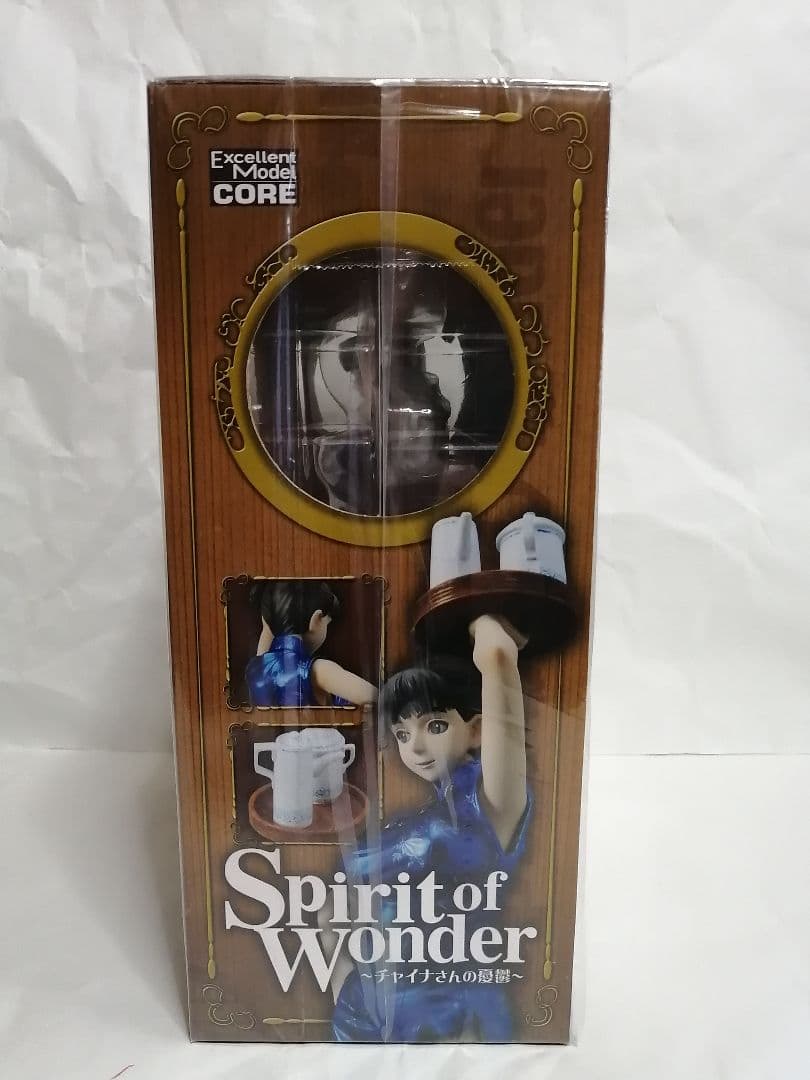 Excellent
Model
CORE
Spirit of
Wonder
～チャイナさんの憂鬱～